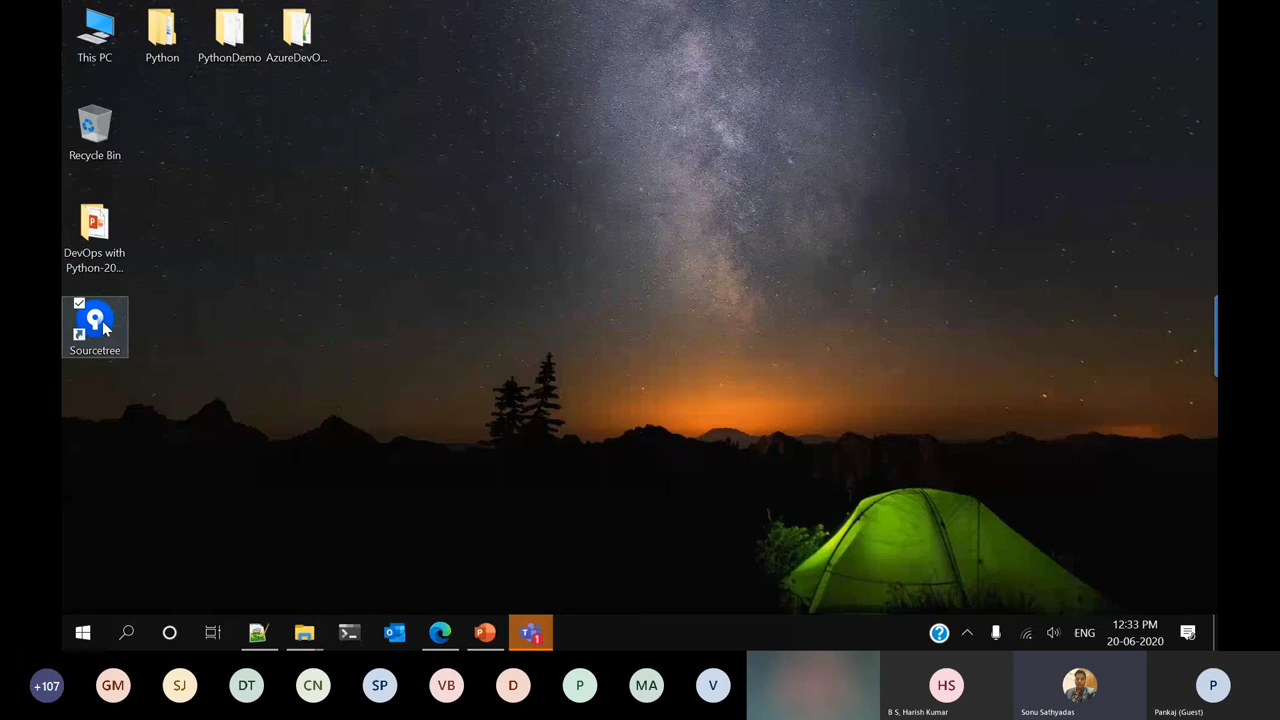 This PC
Python
PythonDemo
AzureDevO...
Recycle Bin
DevOps with
Python-20...
Sourcetree
1
ENG
12:33 PM
20-06-2020
+107
GM
SJ
DT
CN
SP
VB
D
P
MA
V
HS
B S, Harish Kumar
Sonu Sathyadas
P
Pankaj (Guest)